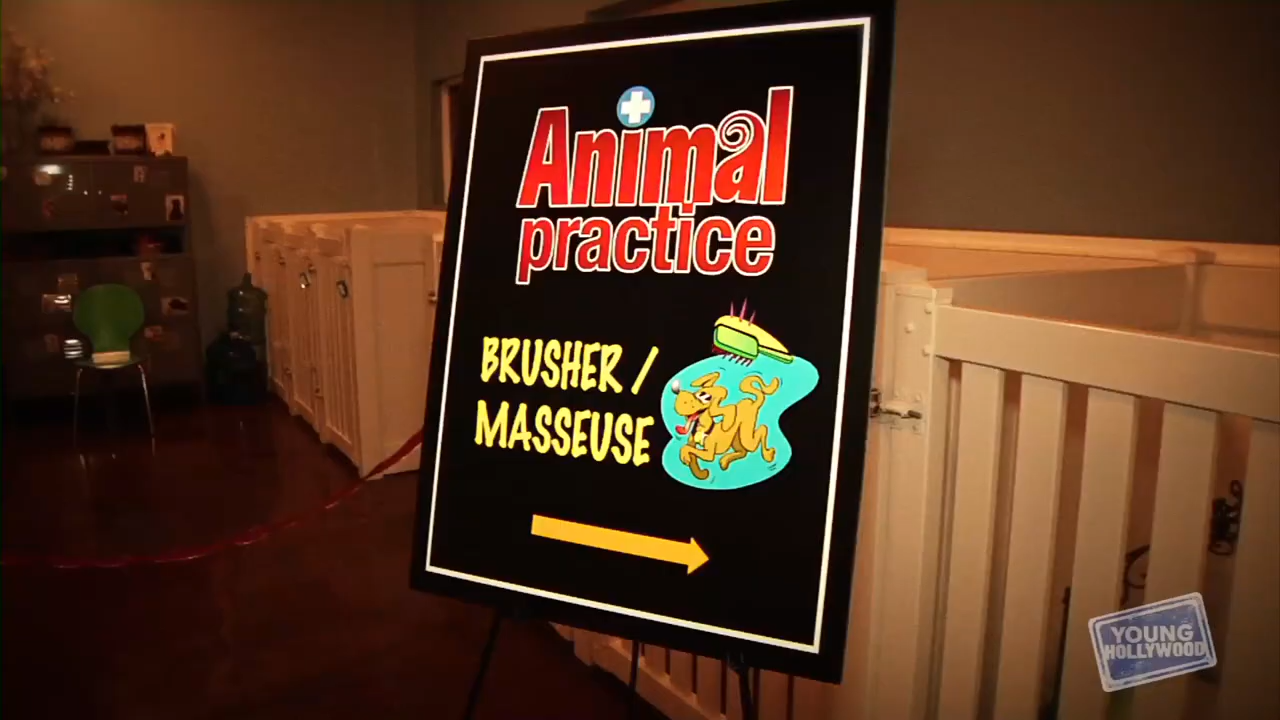 Animal
practice
BRUSHER /
MASSEUSE
YOUNG
HOLLYWOOD